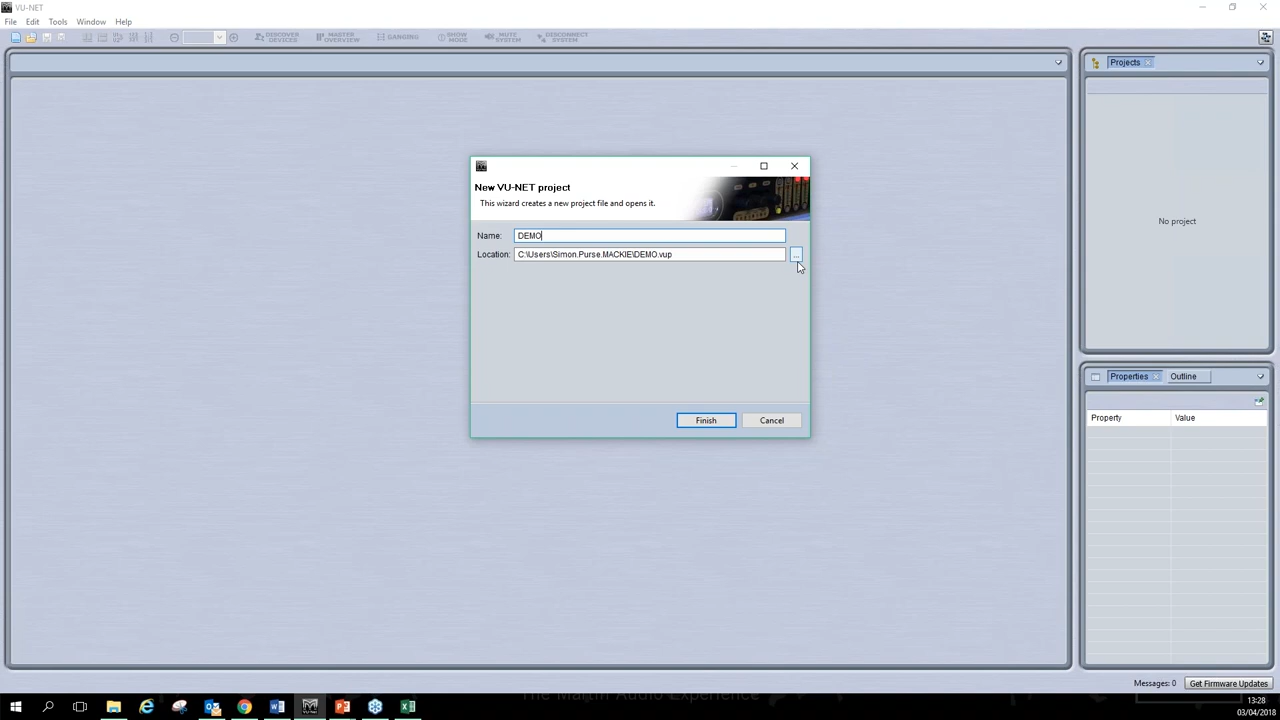 VU-NET
File Edit Tools Window Help
DISCOVER DEVICES MASTER OVERVIEW GANGING SHOW MODE MUTE SYSTEM DISCONNECT SYSTEM
Projects
No project
New VU-NET project
This wizard creates a new project file and opens it.
Name: DEMO
Location: C:\Users\Simon.Purse.MACKIE\DEMO.vup
...
Finish Cancel
Properties Outline
Property Value
Messages: 0 Get Firmware Updates
The Martin Audio Experience
13:28
03/04/2018